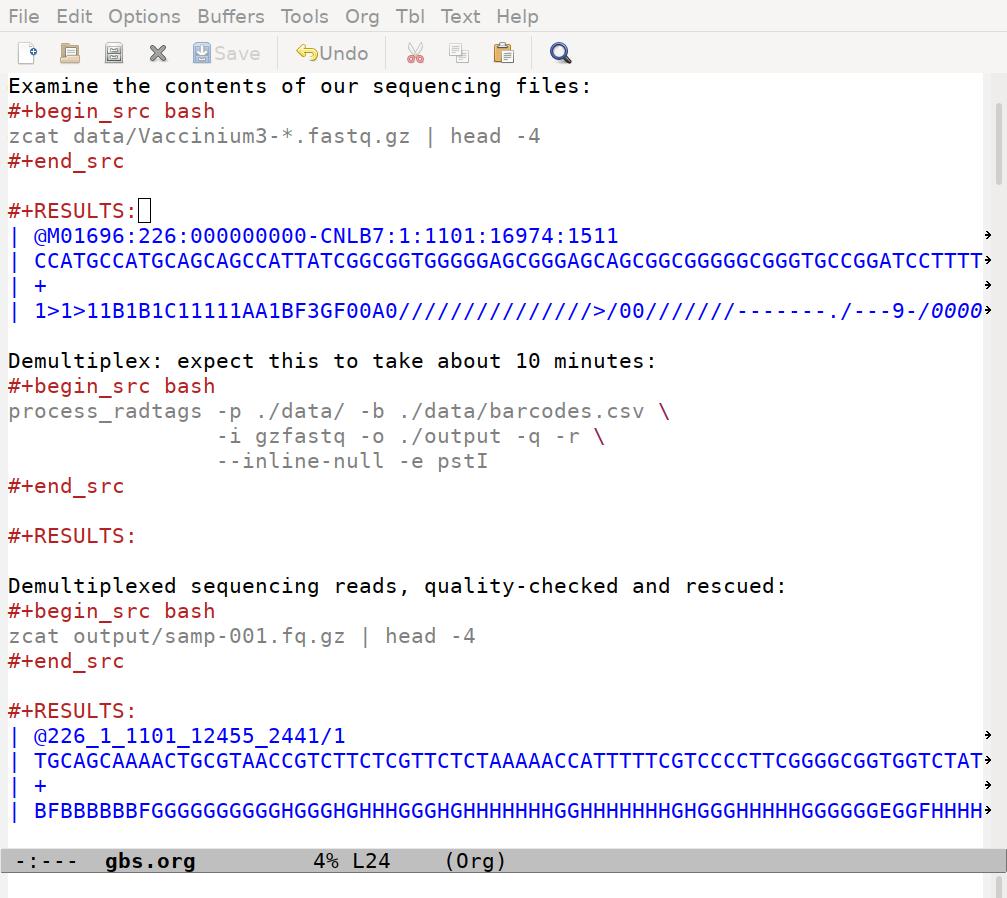 File Edit Options Buffers Tools Org Tbl Text Help
Save Undo
Examine the contents of our sequencing files:
#+begin_src bash
zcat data/Vaccinium3-*.fastq.gz | head -4
#+end_src
#+RESULTS:
| @M01696:226:000000000-CNLB7:1:1101:16974:1511
| CCATGCCATGCAGCAGCCATTATCGGCGGTGGGGGAGCGGGAGCAGCGGCGGGGGCGGGTGCCGGATCCTTTT
| +
| 1>1>11B1B1C11111AA1BF3GF00A0///////////////>/00///////-------./---9-/0000
Demultiplex: expect this to take about 10 minutes:
#+begin_src bash
process_radtags -p ./data/ -b ./data/barcodes.csv \
-i gzfastq -o ./output -q -r \
--inline-null -e pstI
#+end_src
#+RESULTS:
Demultiplexed sequencing reads, quality-checked and rescued:
#+begin_src bash
zcat output/samp-001.fq.gz | head -4
#+end_src
#+RESULTS:
| @226_1_1101_12455_2441/1
| TGCAGCAAAACTGCGTAACCGTCTTCTCGTTCTCTAAAAACCATTTTTCGTCCCCTTCGGGGCGGTGGTCTAT
| +
| BFBBBBBBFGGGGGGGGGGHGGGHGHHHGGGHGHHHHHHHGGHHHHHHHGHGGGHHHHHGGGGGGEGGFHHHH
-:--- gbs.org 4% L24 (Org)